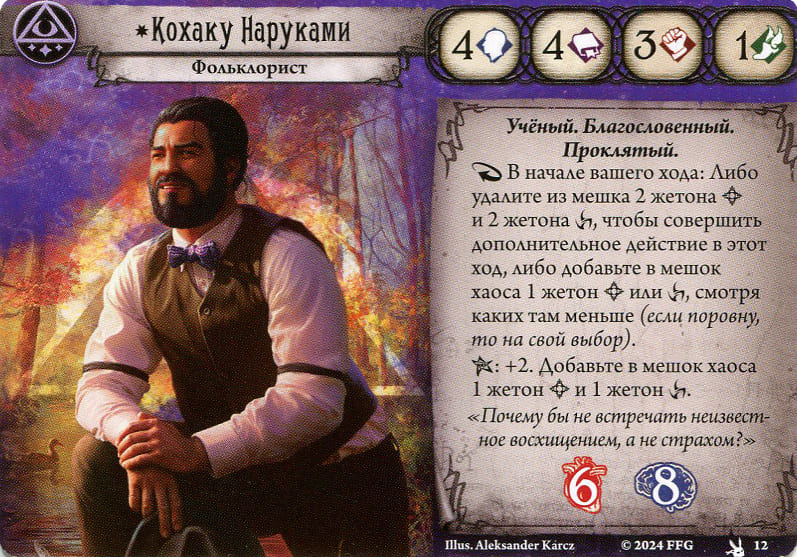 *Кохаку Наруками
Фольклорист
4 4 3 1
Учёный. Благословенный.
Проклятый.
В начале вашего хода: Либо
удалите из мешка 2 жетона
и 2 жетона , чтобы совершить
дополнительное действие в этот
ход, либо добавьте в мешок
хаоса 1 жетон или , смотря
каких там меньше (если поровну,
то на свой выбор).
: +2. Добавьте в мешок хаоса
1 жетон и 1 жетон .
«Почему бы не встречать неизвест-
ное восхищением, а не страхом?»
6 8
Illus. Aleksander Karcz © 2024 FFG 12